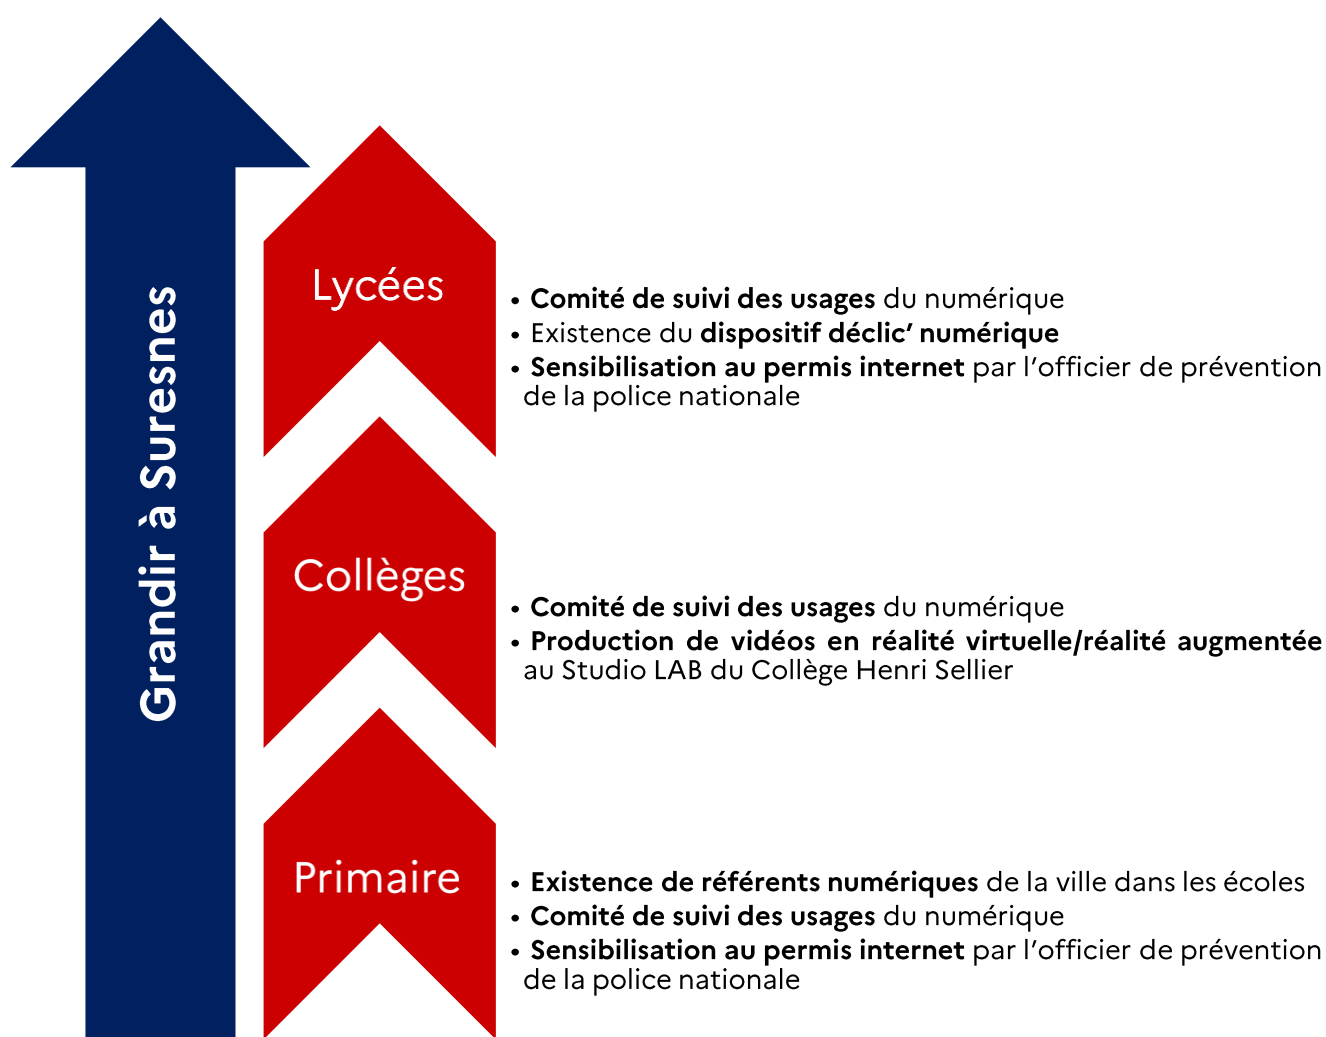 Grandir à Suresnes
Lycées
• Comité de suivi des usages du numérique
• Existence du dispositif déclic’ numérique
• Sensibilisation au permis internet par l’officier de prévention
de la police nationale
Collèges
• Comité de suivi des usages du numérique
• Production de vidéos en réalité virtuelle/réalité augmentée
au Studio LAB du Collège Henri Sellier
Primaire
• Existence de référents numériques de la ville dans les écoles
• Comité de suivi des usages du numérique
• Sensibilisation au permis internet par l’officier de prévention
de la police nationale